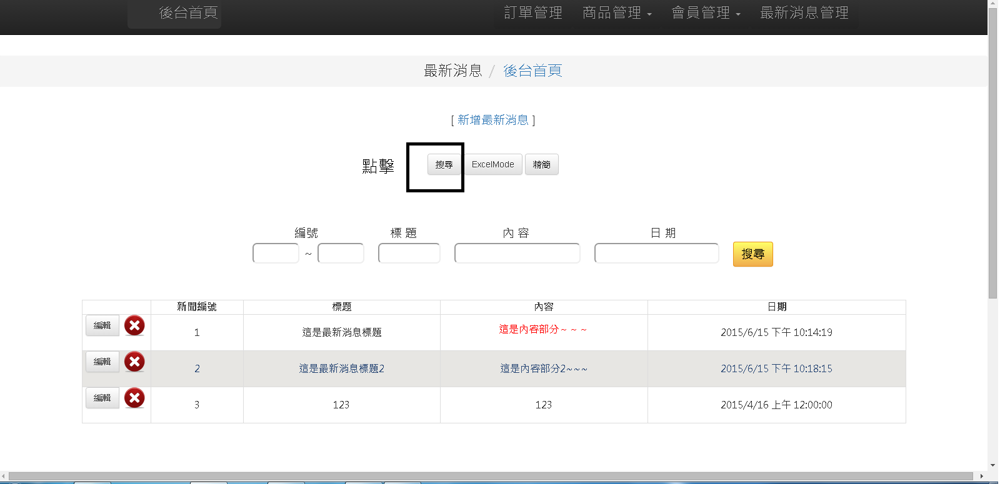 後台首頁 訂單管理 商品管理 會員管理 最新消息管理
最新消息 / 後台首頁
[ 新增最新消息 ]
點擊 搜尋 ExcelMode 精簡
編號 標 題 內 容 日 期
~ 搜尋
新聞編號 標題 內容 日期
編輯 1 這是最新消息標題 這是內容部分~~~ 2015/6/15 下午 10:14:19
編輯 2 這是最新消息標題2 這是內容部分2~~~ 2015/6/15 下午 10:18:15
編輯 3 123 123 2015/4/16 上午 12:00:00